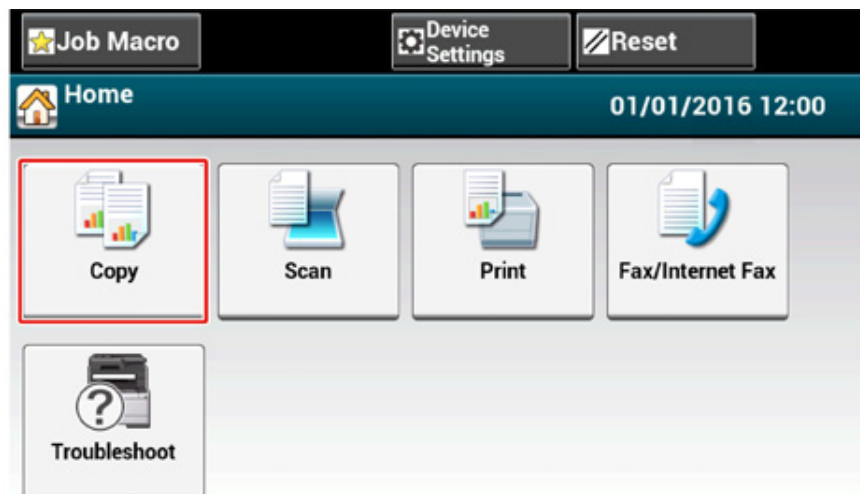 Job Macro
Device
Settings
Reset
Home
01/01/2016 12:00
Copy
Scan
Print
Fax/Internet Fax
Troubleshoot